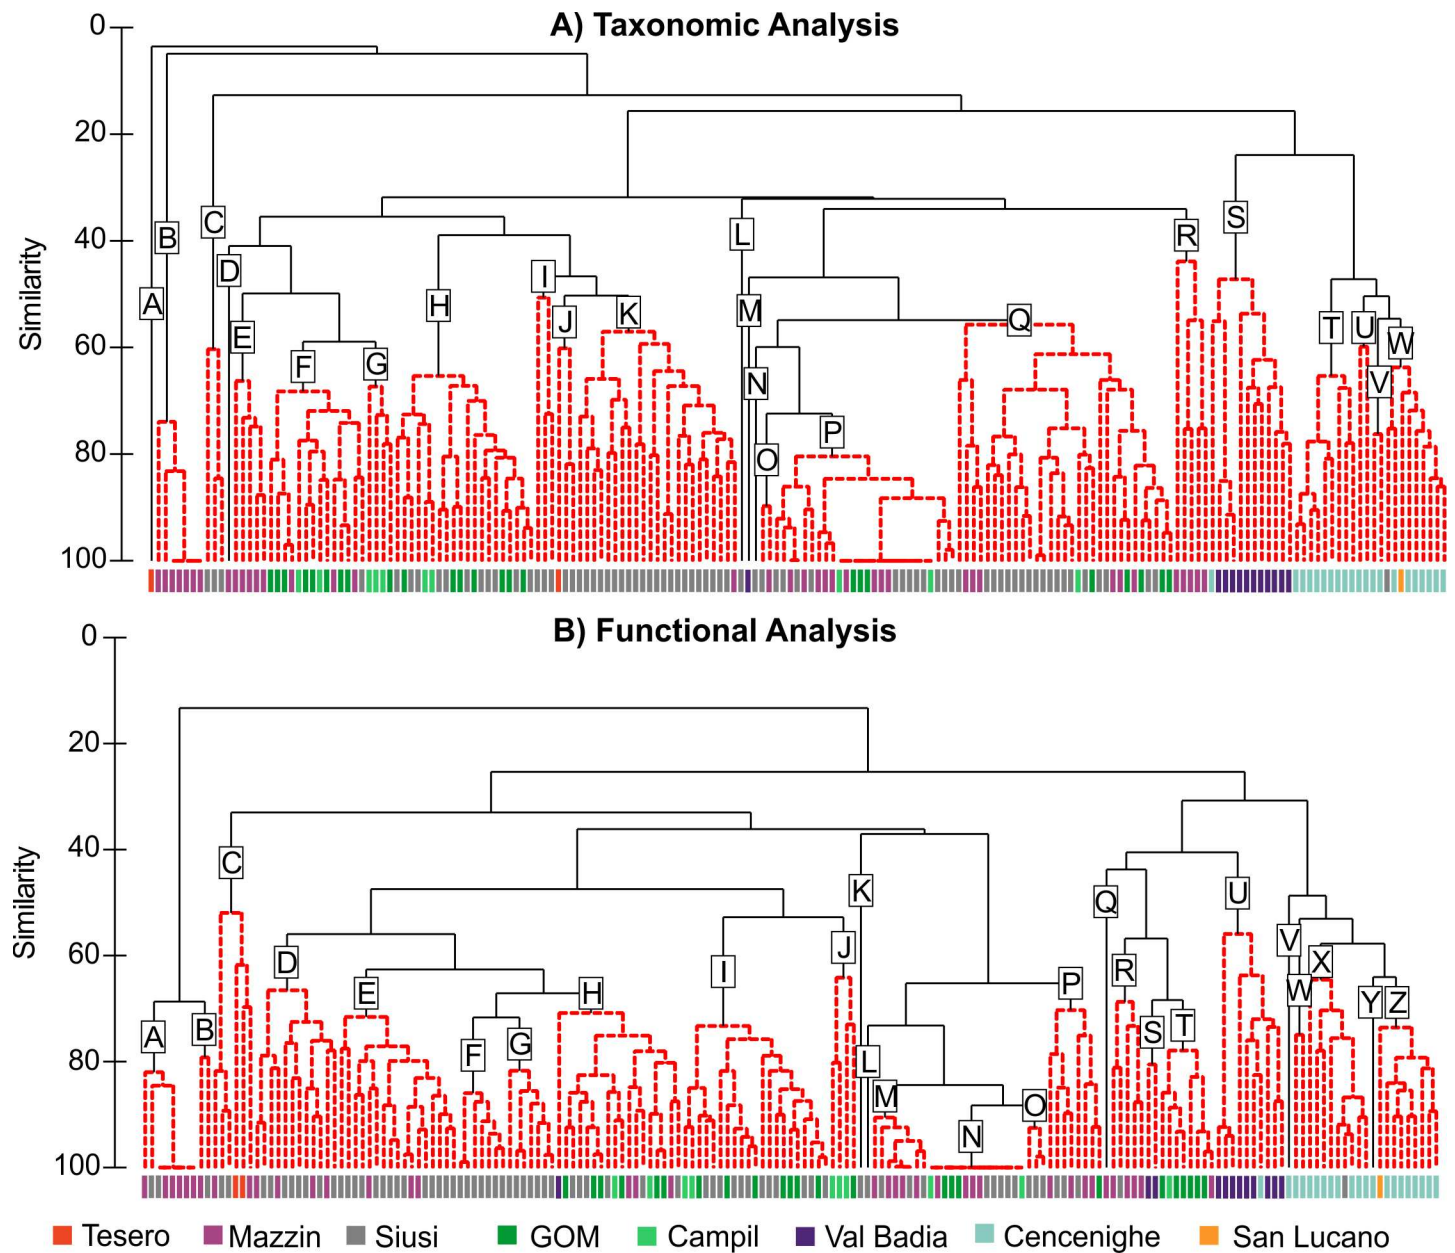 A) Taxonomic Analysis
0
20
40
60
80
100
Similarity
A
B
C
D
E
F
G
H
I
J
K
L
M
N
O
P
Q
R
S
T
U
V
W
B) Functional Analysis
0
20
40
60
80
100
Similarity
A
B
C
D
E
F
G
H
I
J
K
L
M
N
O
P
Q
R
S
T
U
V
W
X
Y
Z
Tesero Mazzin Siusi GOM Campil Val Badia Cencenighe San Lucano